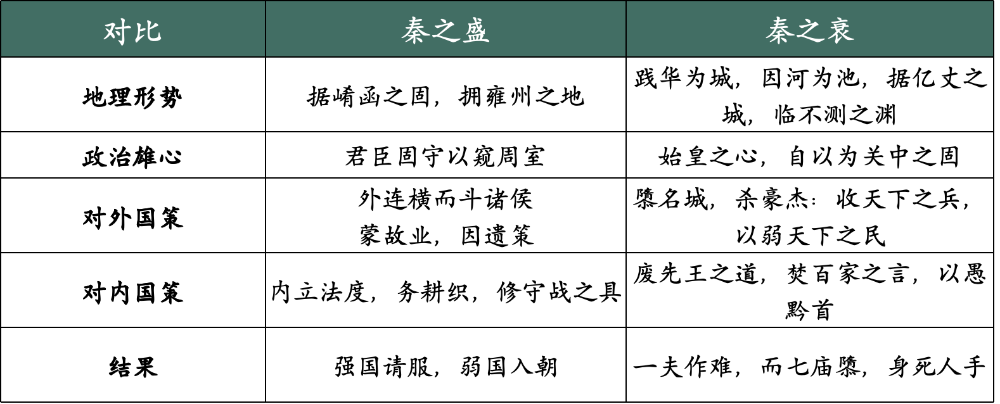 对比
秦之盛
秦之衰
地理形势
据崤函之固，拥雍州之地
践华为城，因河为池，据亿丈之
城，临不测之渊
政治雄心
君臣固守以窥周室
始皇之心，自以为关中之固
对外国策
外连横而斗诸侯
蒙故业，因遗策
隳名城，杀豪杰：收天下之兵，
以弱天下之民
对内国策
内立法度，务耕织，修守战之具
废先王之道，焚百家之言，以愚
黔首
结果
强国请服，弱国入朝
一夫作难，而七庙隳，身死人手